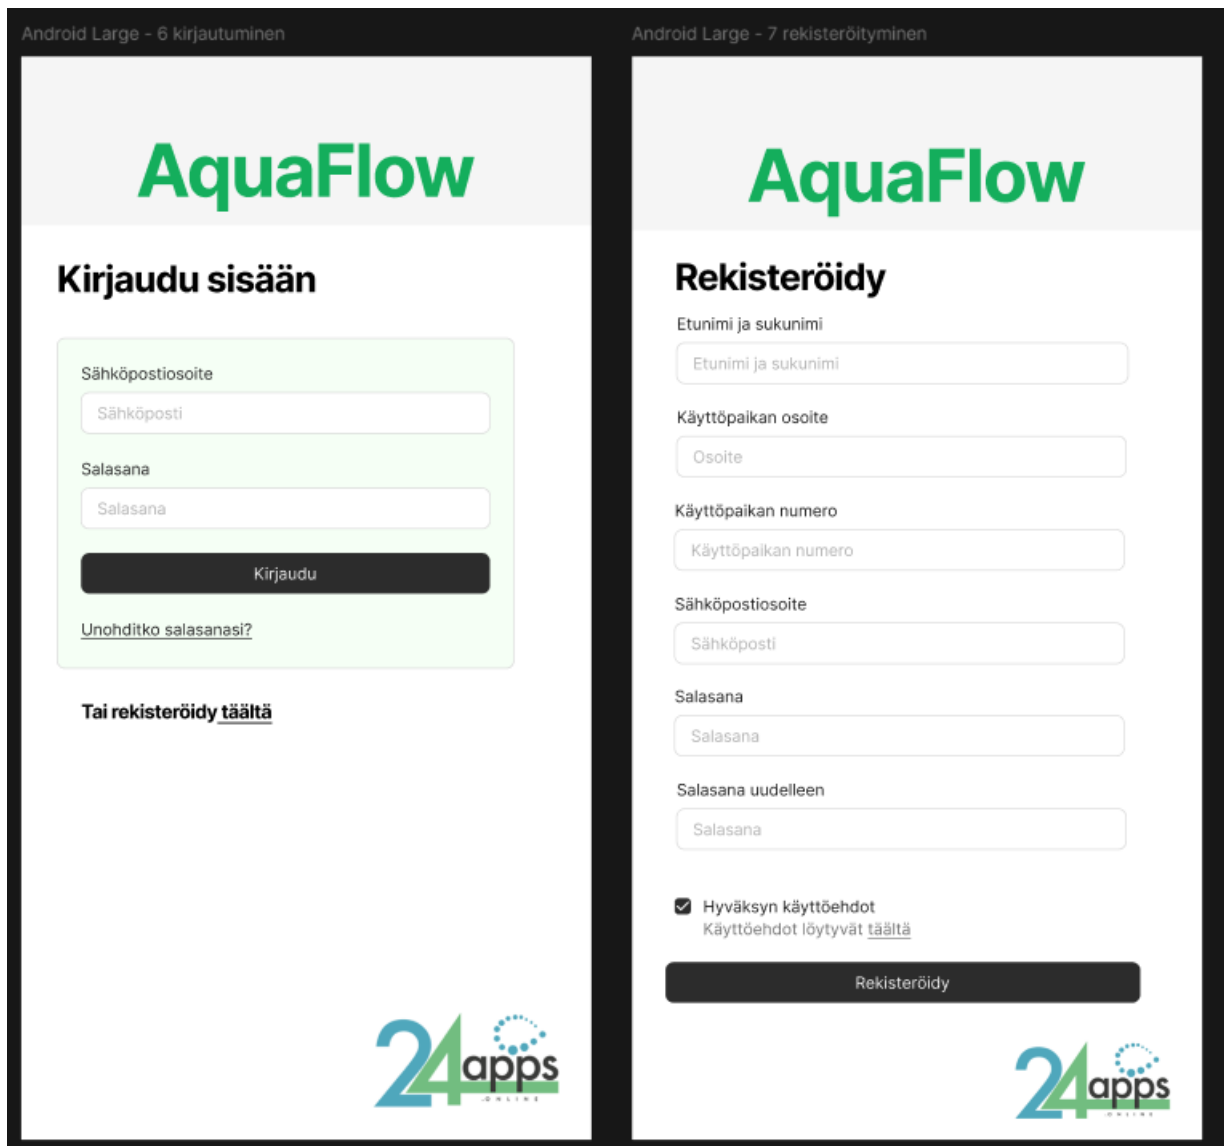 Android Large - 6 kirjautuminen
AquaFlow
Kirjaudu sisään
Sähköpostiosoite
Sähköposti
Salasana
Salasana
Kirjaudu
Unohditko salasanasi?
Tai rekisteröidy täältä
24apps
.ONLINE
Android Large - 7 rekisteröityminen
AquaFlow
Rekisteröidy
Etunimi ja sukunimi
Etunimi ja sukunimi
Käyttöpaikan osoite
Osoite
Käyttöpaikan numero
Käyttöpaikan numero
Sähköpostiosoite
Sähköposti
Salasana
Salasana
Salasana uudelleen
Salasana
Hyväksyn käyttöehdot
Käyttöehdot löytyvät täältä
Rekisteröidy
24apps
.ONLINE